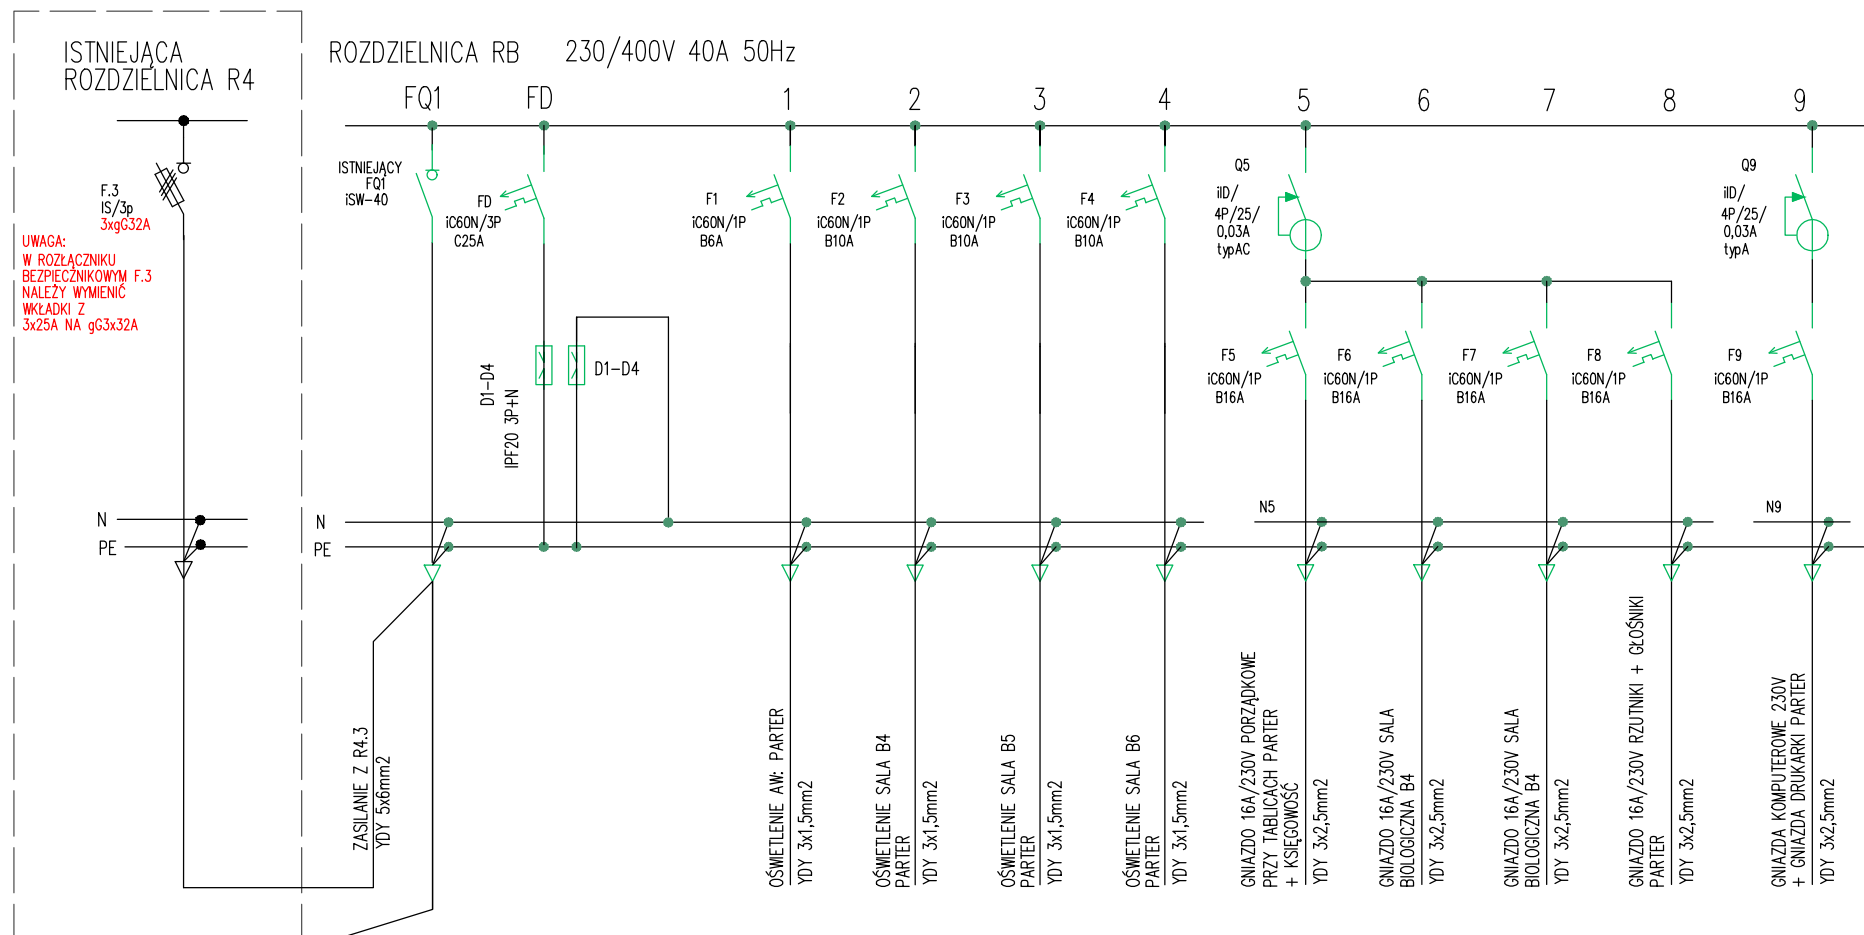 ISTNIEJĄCA
ROZDZIELNICA R4
ROZDZIELNICA RB 230/400V 40A 50Hz
FQ1
FD
1
2
3
4
5
6
7
8
9
F.3
IS/3p
3xgG32A
UWAGA:
W ROZŁĄCZNIKU
BEZPIECZNIKOWYM F.3
NALEŻY WYMIENIĆ
WKŁADKI Z
3x25A NA gG3x32A
ISTNIEJĄCY
FQ1
iSW-40
FD
iC60N/3P
C25A
F1
iC60N/1P
B6A
F2
iC60N/1P
B10A
F3
iC60N/1P
B10A
F4
iC60N/1P
B10A
Q5
iID/
4P/25/
0,03A
typAC
Q9
iID/
4P/25/
0,03A
typA
D1-D4
IPF20 3P+N
D1-D4
F5
iC60N/1P
B16A
F6
iC60N/1P
B16A
F7
iC60N/1P
B16A
F8
iC60N/1P
B16A
F9
iC60N/1P
B16A
N
PE
N
PE
N5
N9
ZASILANIE Z R4.3
YDY 5x6mm2
OŚWIETLENIE AW: PARTER
YDY 3x1,5mm2
OŚWIETLENIE SALA B4
PARTER
YDY 3x1,5mm2
OŚWIETLENIE SALA B5
PARTER
YDY 3x1,5mm2
OŚWIETLENIE SALA B6
PARTER
YDY 3x1,5mm2
GNIAZDO 16A/230V PORZĄDKOWE
PRZY TABLICACH PARTER
+ KSIĘGOWOŚĆ
YDY 3x2,5mm2
GNIAZDO 16A/230V SALA
BIOLOGICZNA B4
YDY 3x2,5mm2
GNIAZDO 16A/230V SALA
BIOLOGICZNA B4
YDY 3x2,5mm2
GNIAZDO 16A/230V RZUTNIKI + GŁOŚNIKI
PARTER
YDY 3x2,5mm2
GNIAZDA KOMPUTEROWE 230V
+ GNIAZDA DRUKARKI PARTER
YDY 3x2,5mm2